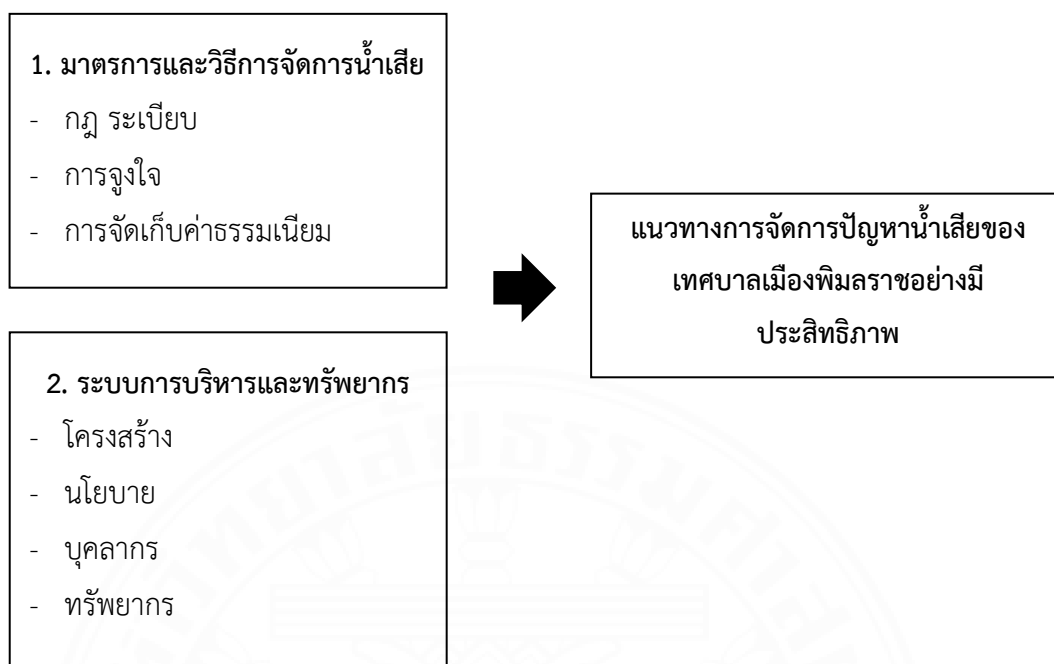 1. มาตรการและวิธีการจัดการน้ำเสีย
- กฎ ระเบียบ
- การจูงใจ
- การจัดเก็บค่าธรรมเนียม
2. ระบบการบริหารและทรัพยากร
- โครงสร้าง
- นโยบาย
- บุคลากร
- ทรัพยากร
แนวทางการจัดการปัญหาน้ำเสียของ
เทศบาลเมืองพิมลราชอย่างมี
ประสิทธิภาพ